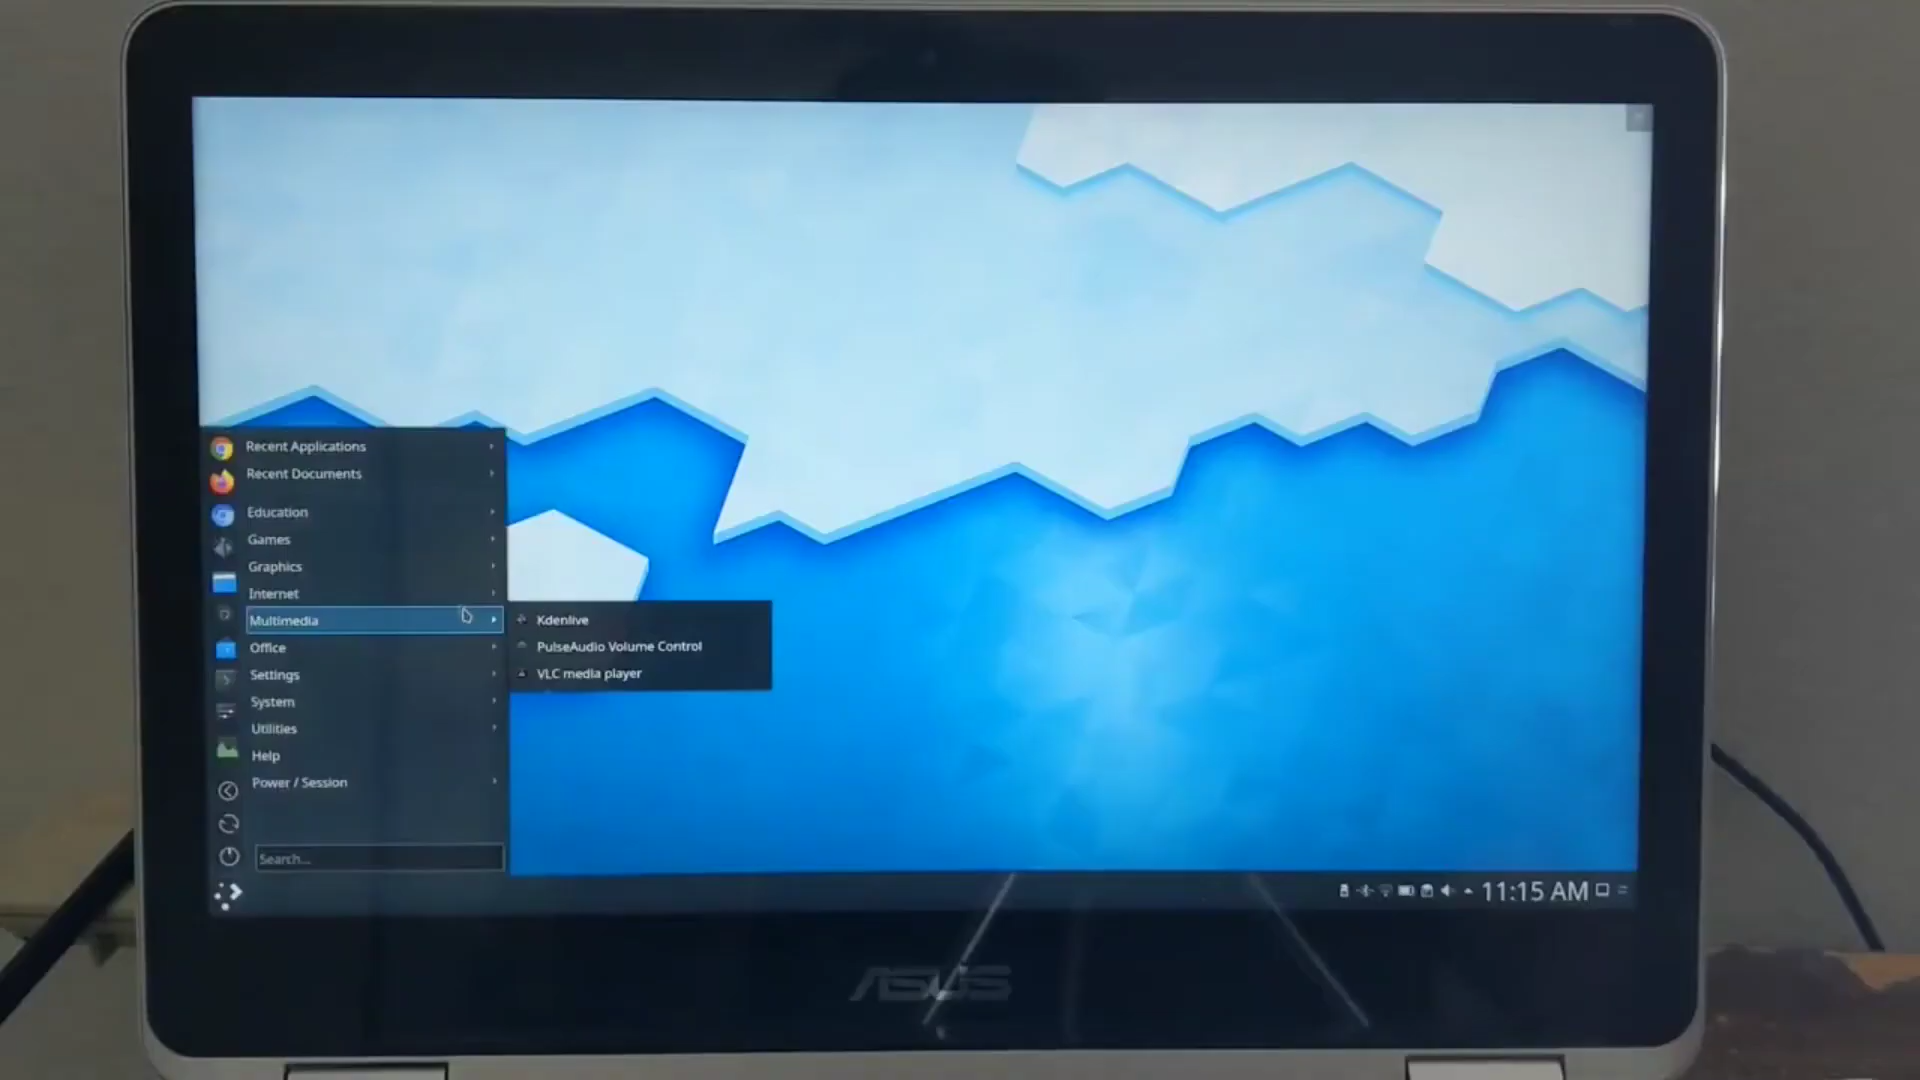 Recent Applications
Recent Documents
Education
Games
Graphics
Internet
Multimedia
Office
Settings
System
Utilities
Help
Power / Session
Search...
Kdenlive
PulseAudio Volume Control
VLC media player
11:15 AM
ASUS